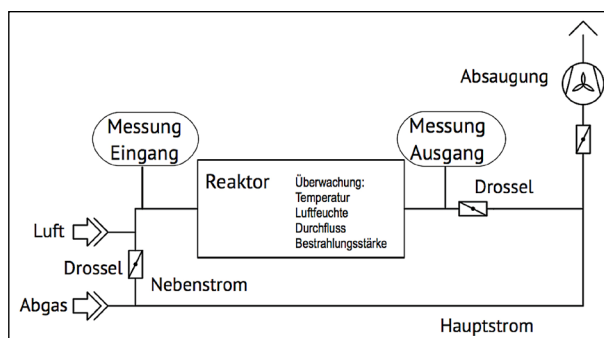 Absaugung
Messung
Eingang
Messung
Ausgang
Reaktor
Überwachung:
Temperatur
Luftfeuchte
Durchfluss
Bestrahlungsstärke
Drossel
Luft
Drossel
Nebenstrom
Abgas
Hauptstrom